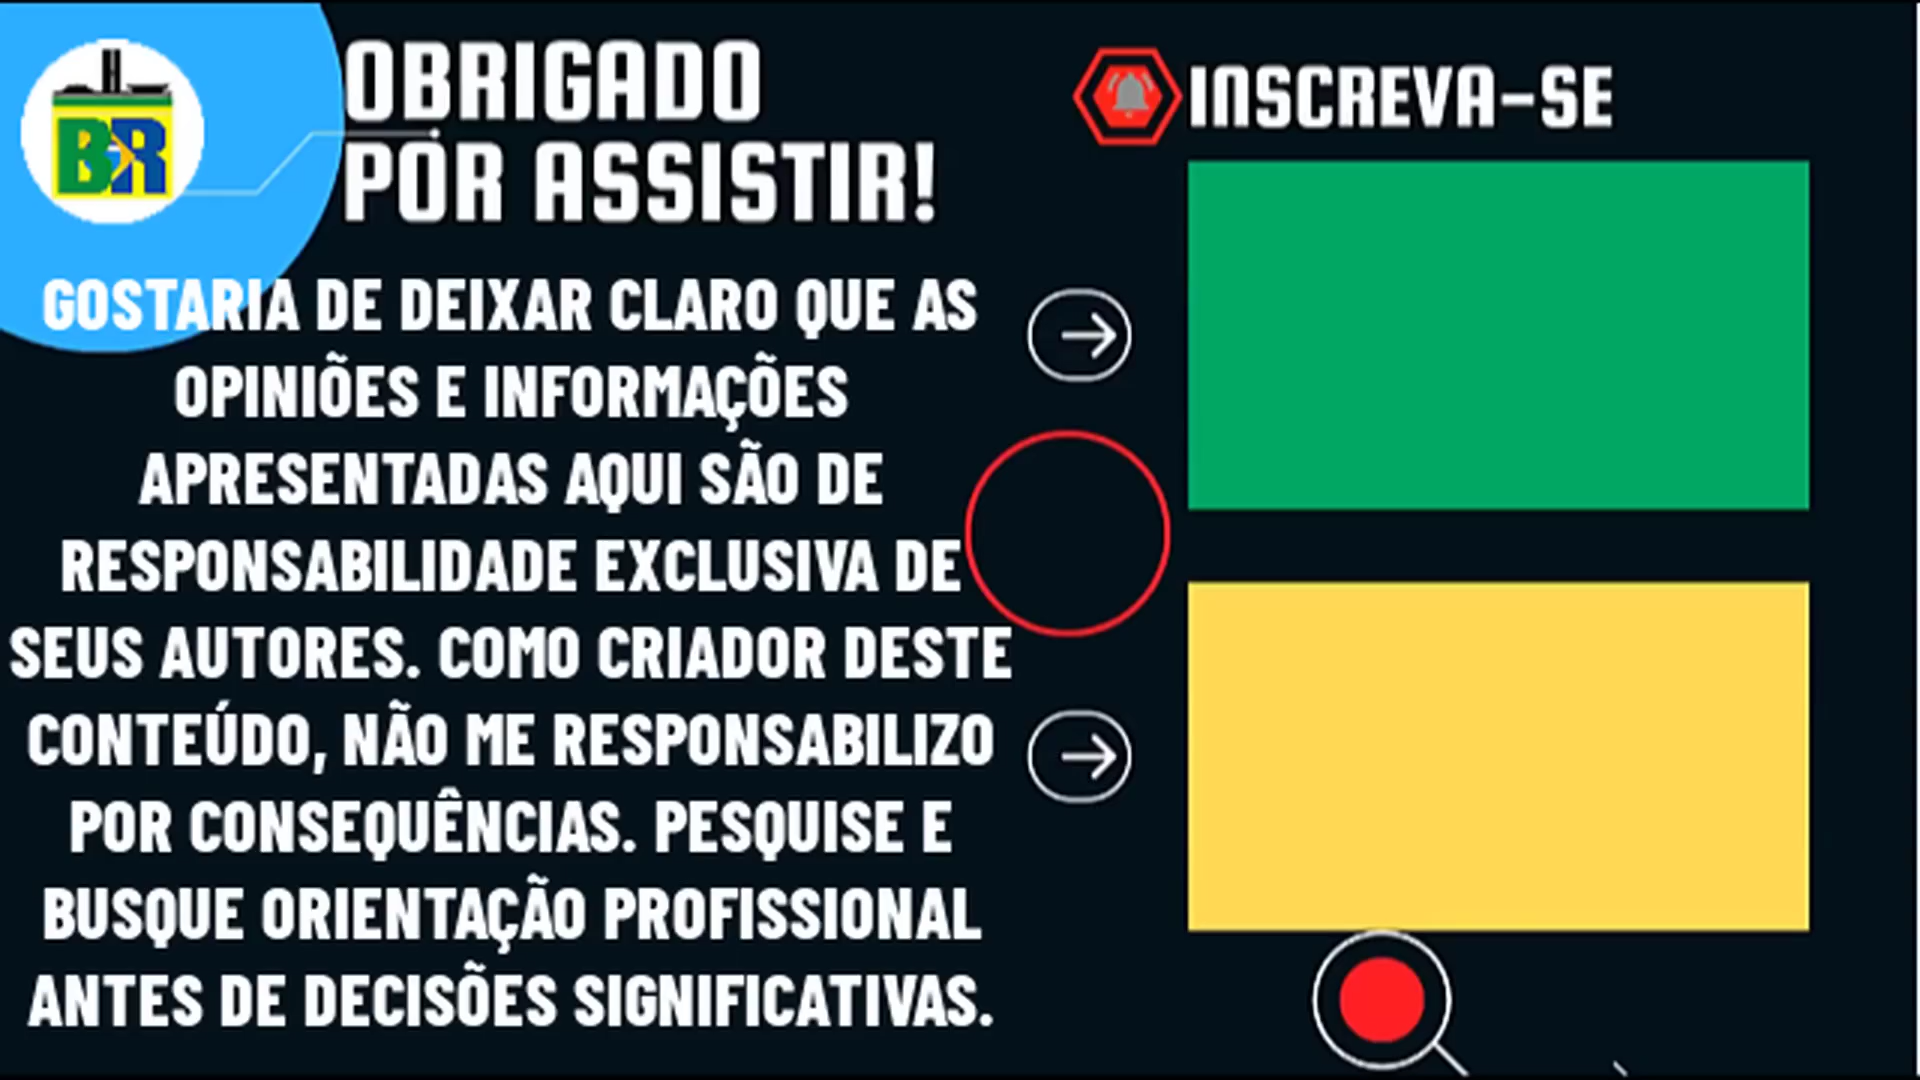 BR
OBRIGADO
POR ASSISTIR!
INSCREVA-SE
GOSTARIA DE DEIXAR CLARO QUE AS
OPINIÕES E INFORMAÇÕES
APRESENTADAS AQUI SÃO DE
RESPONSABILIDADE EXCLUSIVA DE
SEUS AUTORES. COMO CRIADOR DESTE
CONTEÚDO, NÃO ME RESPONSABILIZO
POR CONSEQUÊNCIAS. PESQUISE E
BUSQUE ORIENTAÇÃO PROFISSIONAL
ANTES DE DECISÕES SIGNIFICATIVAS.